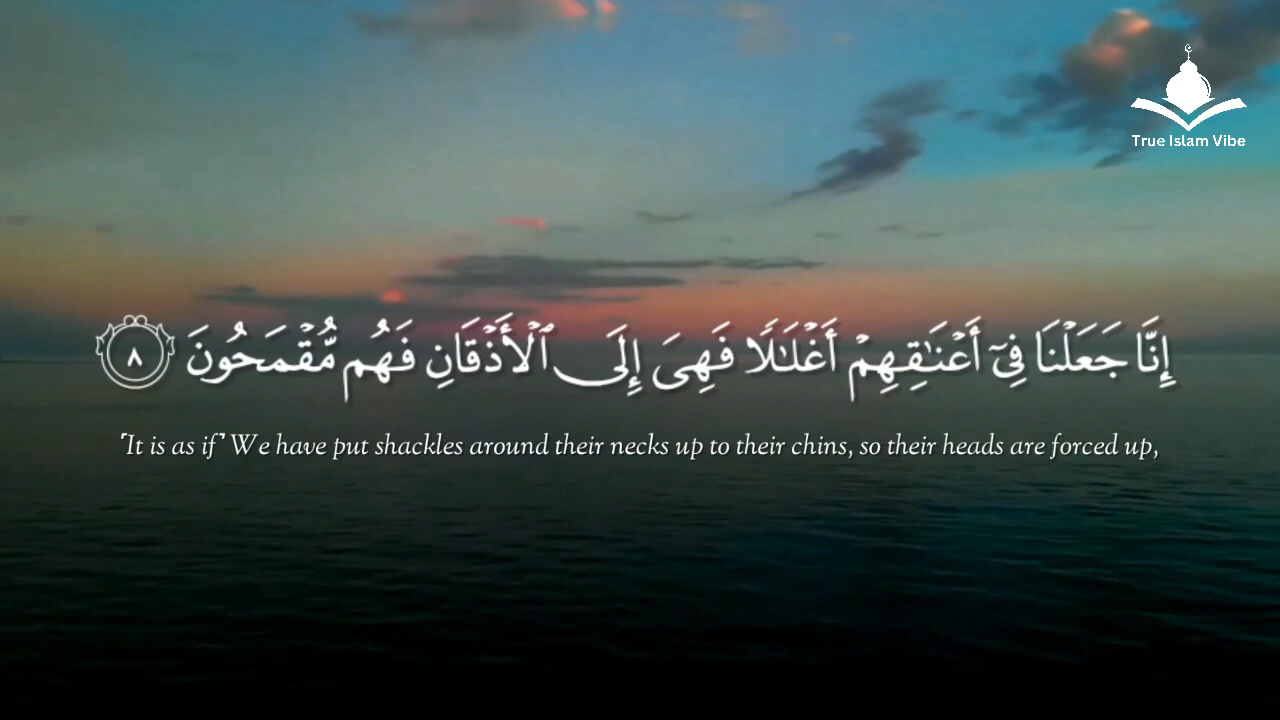 True Islam Vibe
إِنَّا جَعَلْنَا فِىٓ أَعْنَـٰقِهِمْ أَغْلَـٰلًا فَهِىَ إِلَى ٱلْأَذْقَانِ فَهُم مُّقْمَحُونَ ٨
"It is as if" We have put shackles around their necks up to their chins, so their heads are forced up,